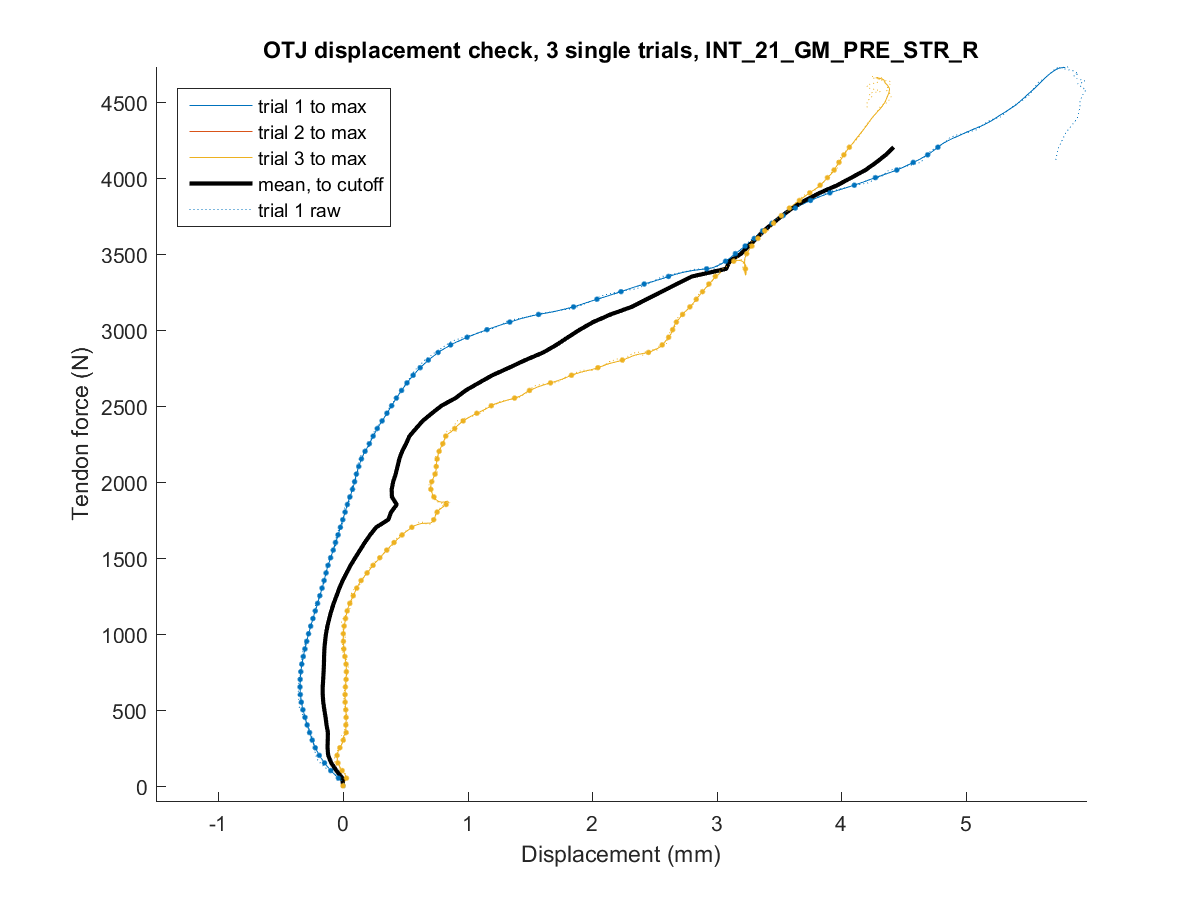 OTJ displacement check, 3 single trials, INT_21_GM_PRE_STR_R
trial 1 to max
trial 2 to max
trial 3 to max
mean, to cutoff
trial 1 raw
4500
4000
3500
3000
2500
2000
1500
1000
500
0
Tendon force (N)
-1
0
1
2
3
4
5
Displacement (mm)